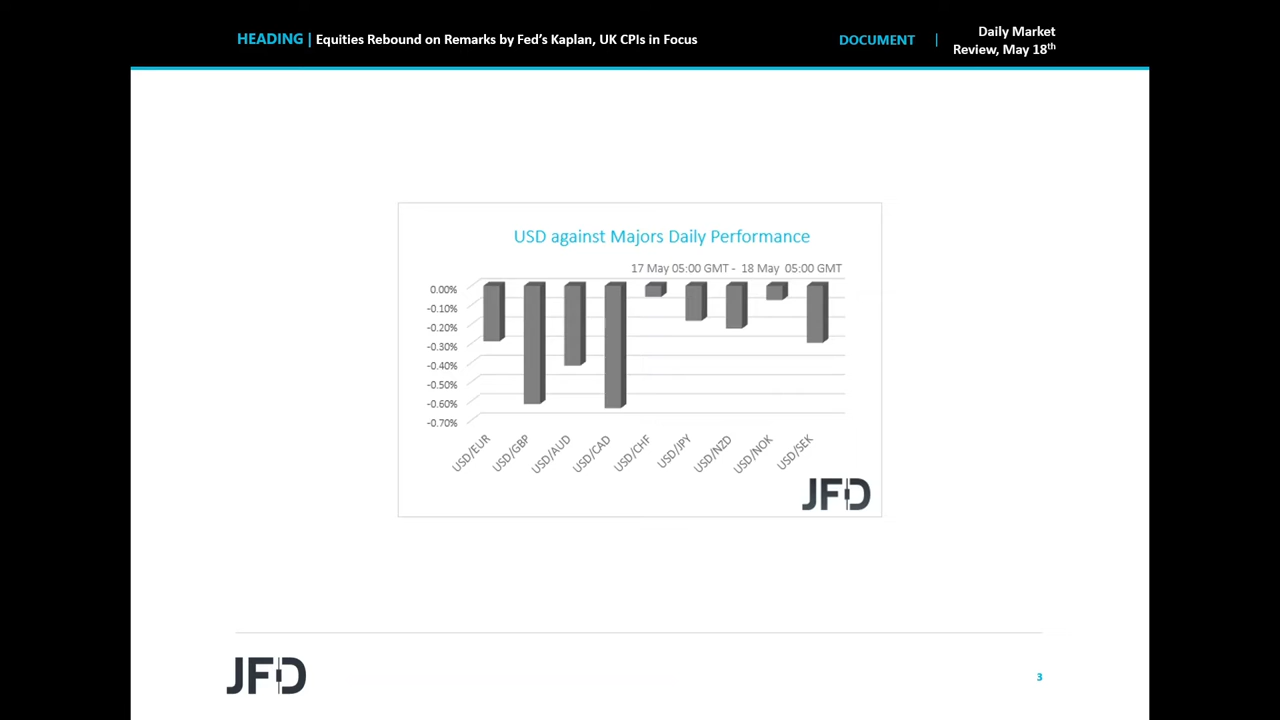 HEADING | Equities Rebound on Remarks by Fed’s Kaplan, UK CPIs in Focus
DOCUMENT |
Daily Market
Review, May 18th
USD against Majors Daily Performance
17 May 05:00 GMT - 18 May 05:00 GMT
0.00%
-0.10%
-0.20%
-0.30%
-0.40%
-0.50%
-0.60%
-0.70%
USD/EUR
USD/GBP
USD/AUD
USD/CAD
USD/CHF
USD/JPY
USD/NZD
USD/NOK
USD/SEK
JFD
JFD
3